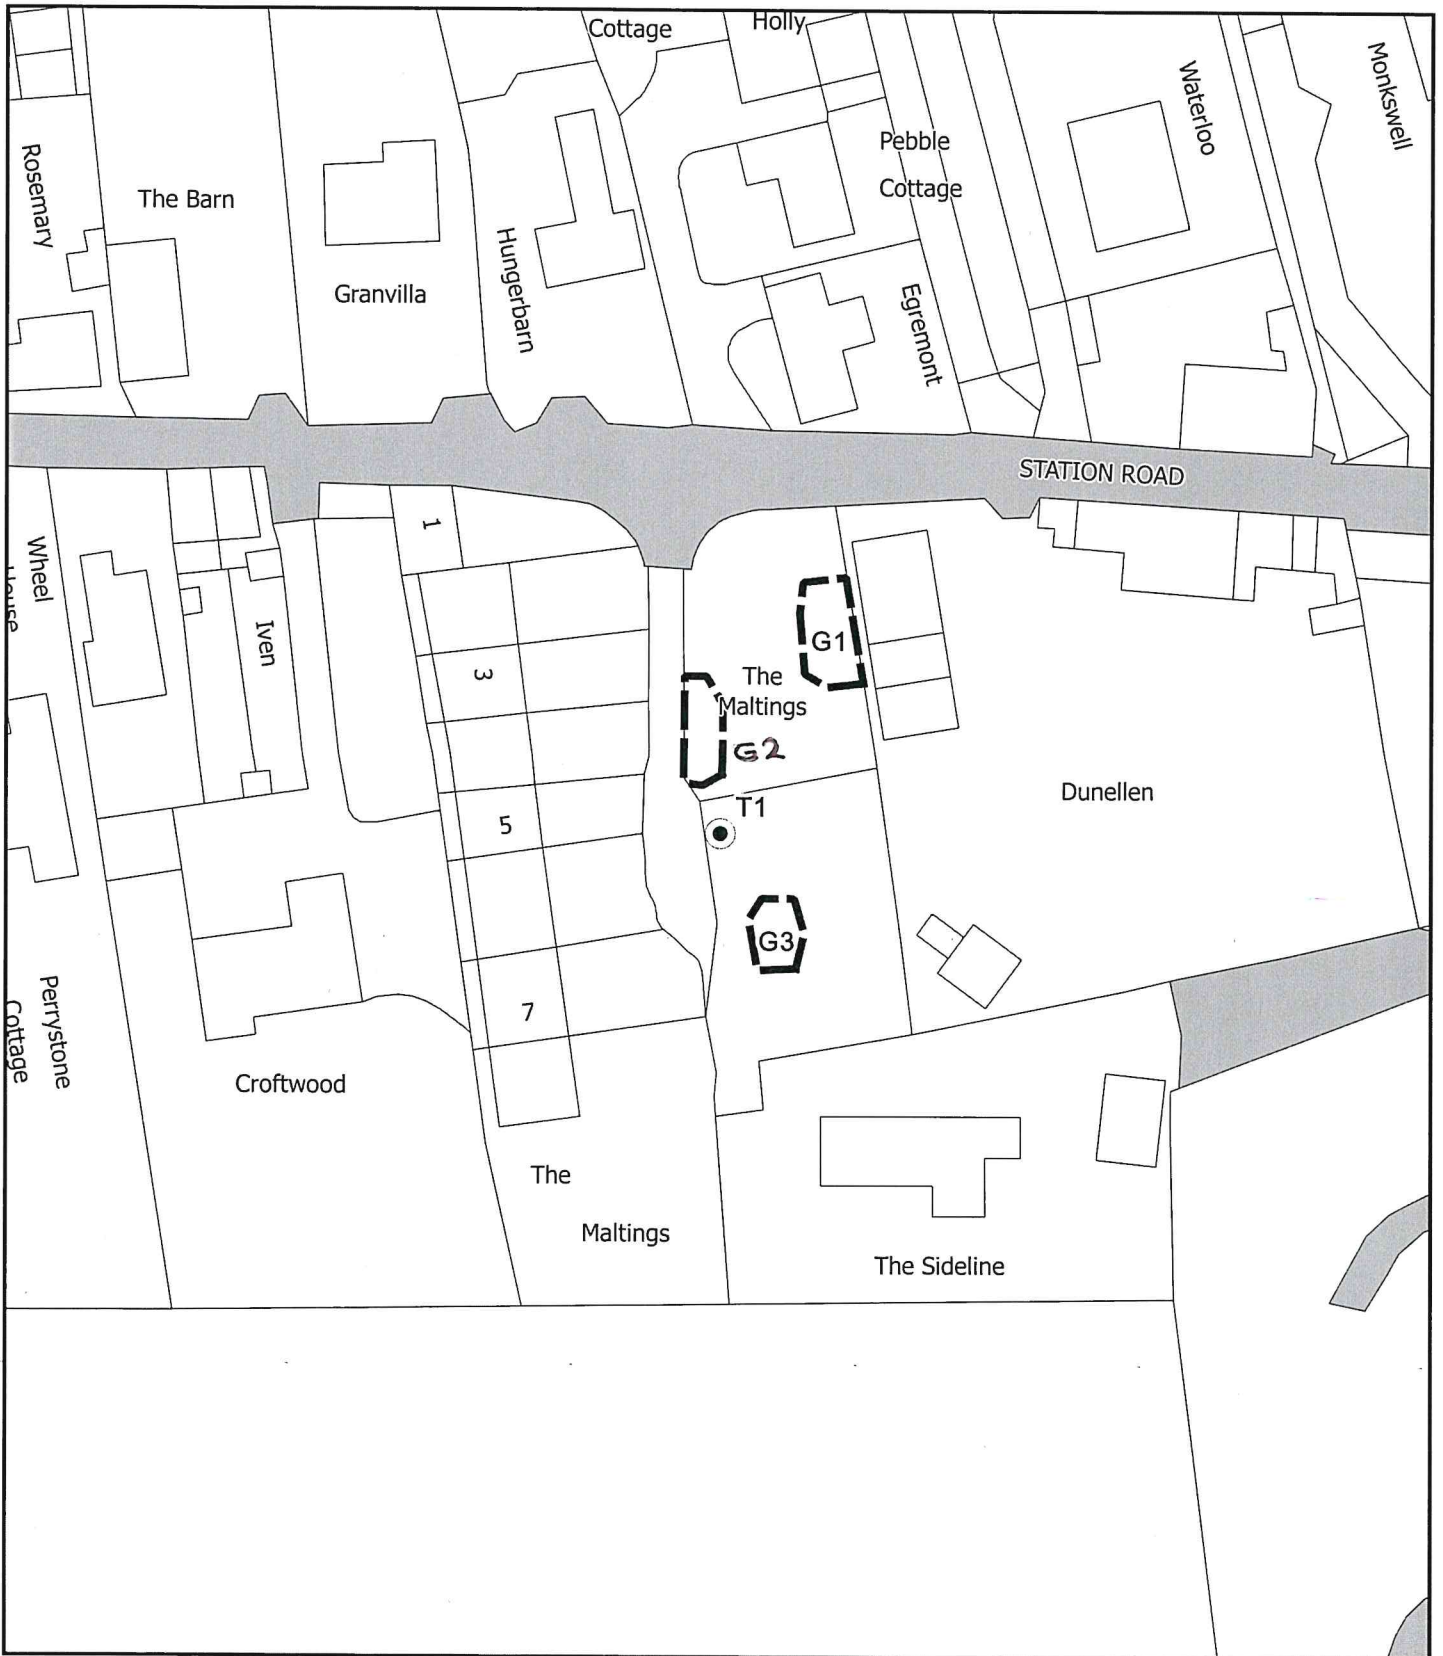 Cottage
Holly
Monkswell
Waterloo
Rosemary
Pebble
Cottage
The Barn
Hungerbarn
Granvilla
Egremont
STATION ROAD
1
Wheel
House
Iven
G1
3
The
Maltings
G2
T1
Dunellen
5
G3
Perrystone
Cottage
7
Croftwood
The
Maltings
The Sideline